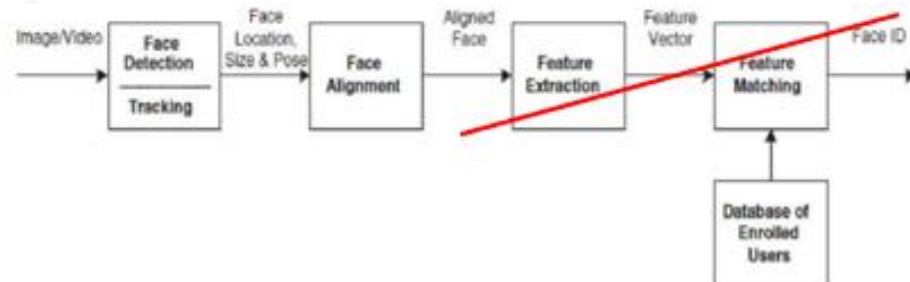 Image/Video
Face
Detection
Tracking
Face
Location,
Size & Pose
Face
Alignment
Aligned
Face
Feature
Extraction
Feature
Vector
Feature
Matching
Face ID
Database of
Enrolled
Users